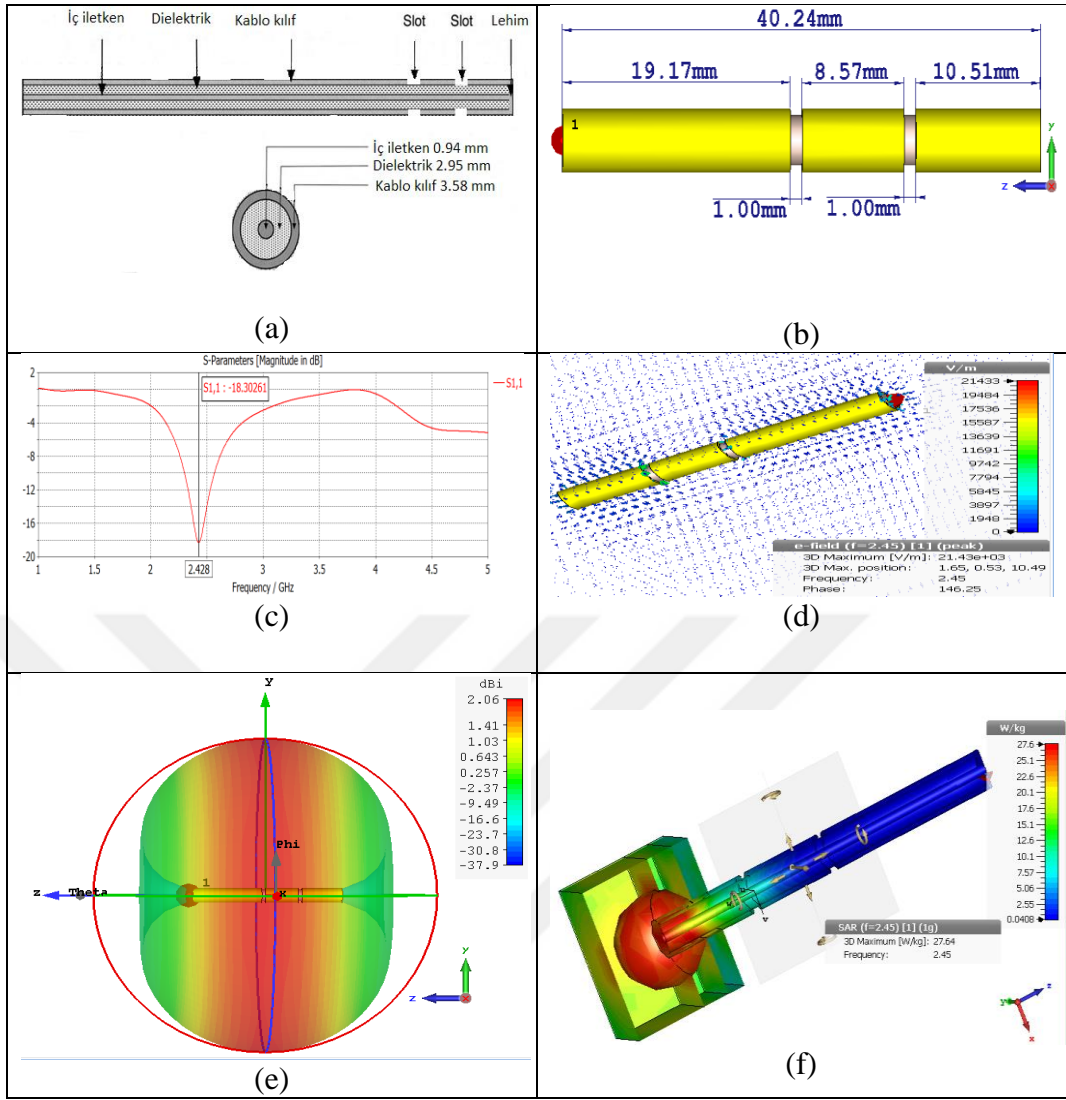 İç iletken Dielektrik Kablo kılıf Slot Slot Lehim
İç iletken 0.94 mm
Dielektrik 2.95 mm
Kablo kılıf 3.58 mm
(a)
40.24mm
19.17mm 8.57mm 10.51mm
1
y
z x
1.00mm 1.00mm
(b)
S-Parameters [Magnitude in dB]
2
S1,1 : -18.30261
S1,1
-4
-8
-12
-16
-20
1 2 2.428 3 3.5 4 4.5 5
Frequency / GHz
(c)
V/m
21433
19484
17536
15587
13639
11691
9742
7794
5845
3897
1948
0
e-field (f=2.45) [1] (peak)
3D Maximum [V/m]: 21.43e+03
3D Max. position: 1.65, 0.53, 10.49
Frequency: 2.45
Phase: 146.25
(d)
y
dBi
2.06
1.41
1.03
0.643
0.257
-2.37
-9.49
-16.6
-23.7
-30.8
-37.9
Phi
1
z Theta x
y
z x
(e)
W/kg
27.6
25.1
22.6
20.1
17.6
15.1
12.6
10.1
7.57
5.06
2.55
0.0408
SAR (f=2.45) [1] (1g)
3D Maximum [W/kg]: 27.64
Frequency: 2.45
y z
x
(f)